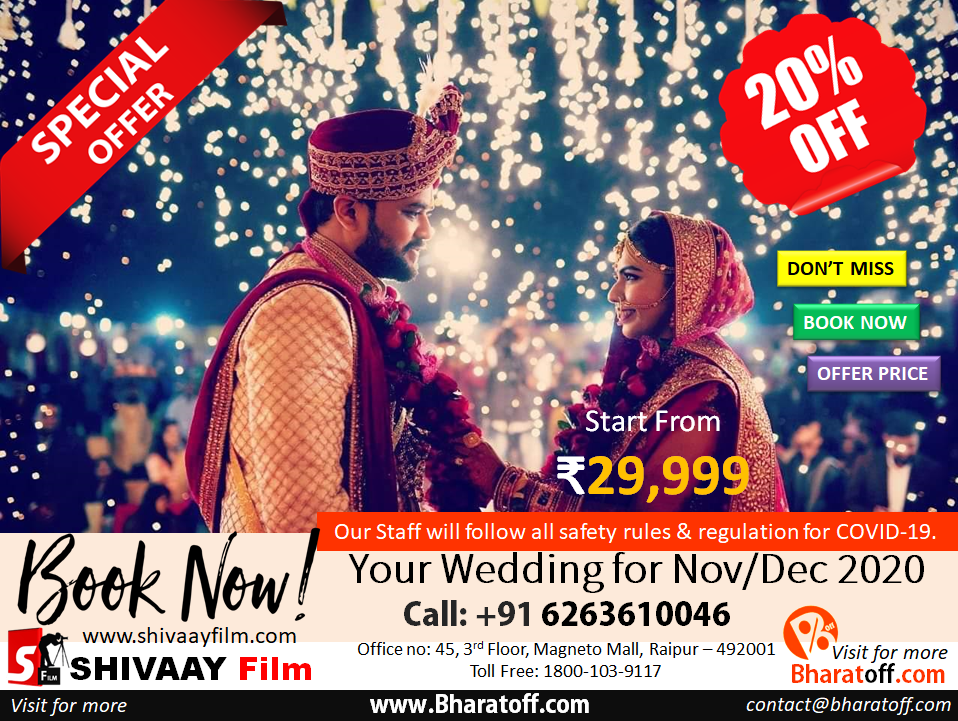 SPECIAL
OFFER
20%
OFF
DON'T MISS
BOOK NOW
OFFER PRICE
Start From
₹29,999
Our Staff will follow all safety rules & regulation for COVID-19.
Book Now!
Your Wedding for Nov/Dec 2020
Call: +91 6263610046
www.shivaayfilm.com
S FILM
SHIVAAY Film
Office no: 45, 3rd Floor, Magneto Mall, Raipur – 492001
Toll Free: 1800-103-9117
% off
Visit for more
Bharatoff.com
Visit for more
www.Bharatoff.com
contact@bharatoff.com